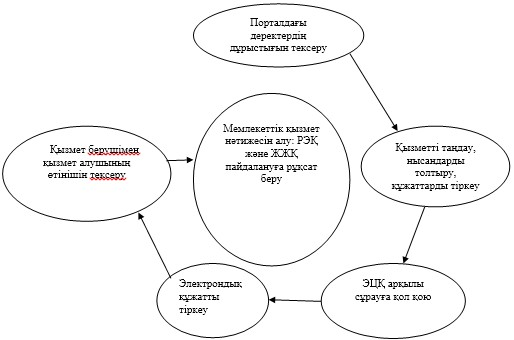 Порталдағы
деректердің
дұрыстығын тексеру
Қызметті таңдау,
нысандарды
толтыру,
құжаттарды тіркеу
ЭЦҚ арқылы
сұрауға қол қою
Электрондық
құжатты
тіркеу
Қызмет берушімен
қызмет алушының
өтінішін тексеру
Мемлекеттік қызмет
нәтижесін алу: РЭҚ
және ЖЖҚ
пайдалануға рұқсат
беру